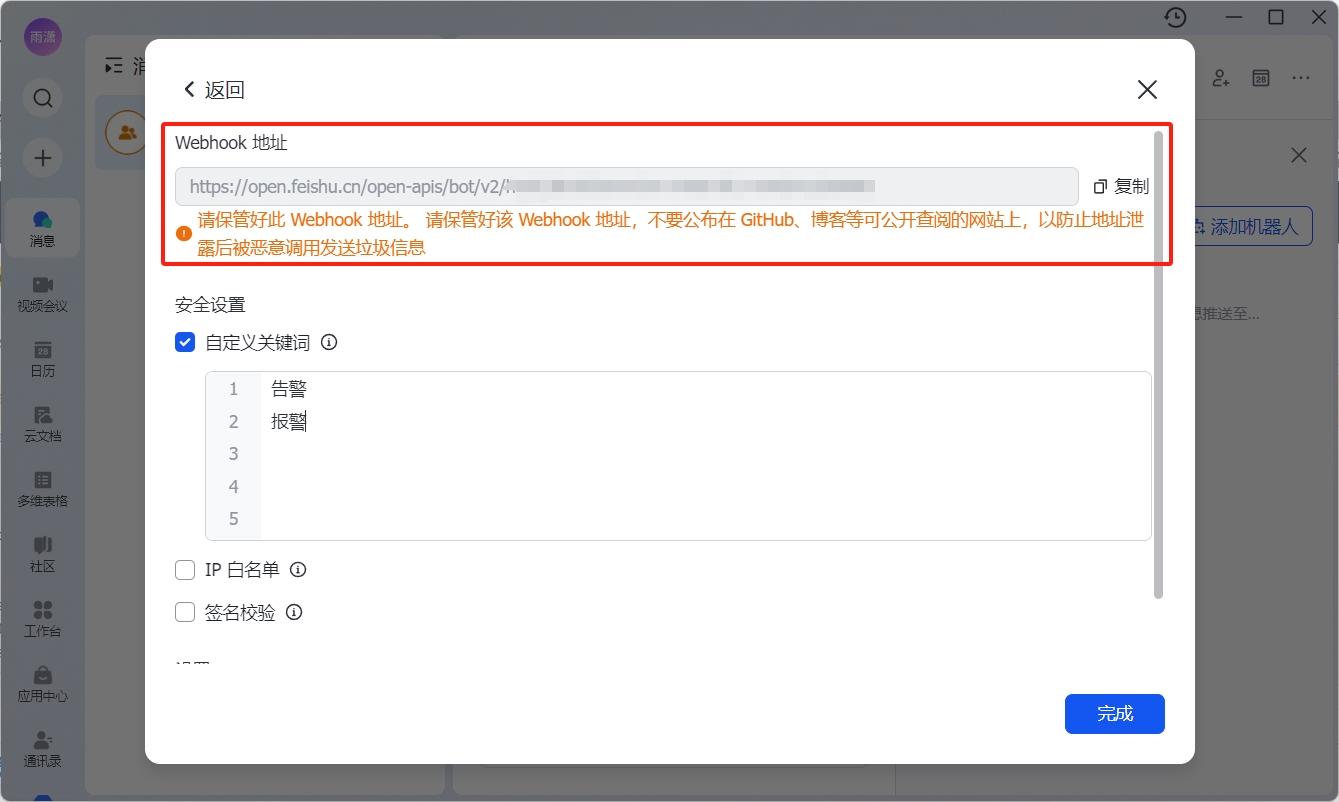 雨潇
消
28
返回
Webhook 地址
https://open.feishu.cn/open-apis/bot/v2/
复制
请保管好此 Webhook 地址。 请保管好该 Webhook 地址，不要公布在 GitHub、博客等可公开查阅的网站上，以防止地址泄
露后被恶意调用发送垃圾信息
添加机器人
息推送至...
安全设置
自定义关键词
1 告警
2 报警
3
4
5
IP 白名单
签名校验
完成
消息
视频会议
28
日历
云文档
多维表格
社区
工作台
应用中心
通讯录